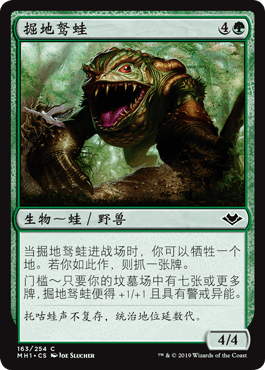 掘地驽蛙 4
生物～蛙／野兽
当掘地驽蛙进战场时，你可以牺牲一个
地。若你如此作，则抓一张牌。
门槛～只要你的坟墓场中有七张或更多
牌，掘地驽蛙便得 +1/+1 且具有警戒异能。
托咕蛙声不复存，统治地位延数代。
4/4
163/254 C
MH1 • CS JOE SLUCHER
™ & © 2019 Wizards of the Coast